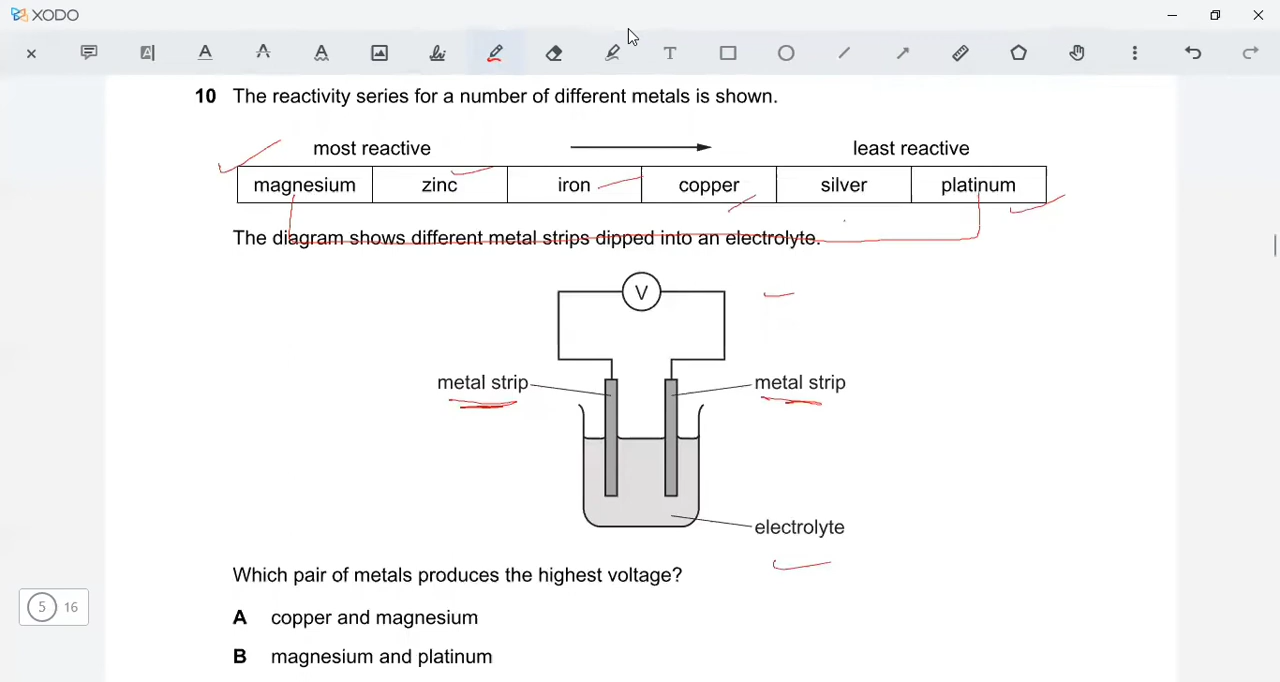 XODO
T
10 The reactivity series for a number of different metals is shown.
most reactive least reactive
magnesium zinc iron copper silver platinum
The diagram shows different metal strips dipped into an electrolyte.
V
metal strip metal strip
electrolyte
Which pair of metals produces the highest voltage?
5 16
A copper and magnesium
B magnesium and platinum